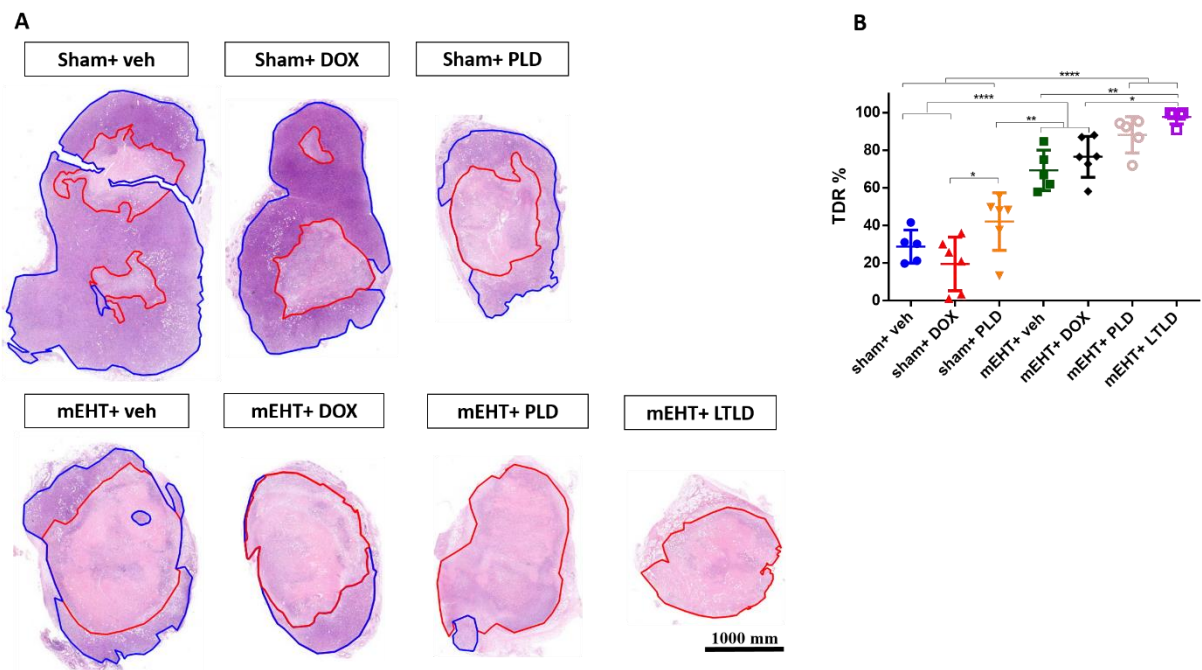 A
Sham+ veh
Sham+ DOX
Sham+ PLD
mEHT+ veh
mEHT+ DOX
mEHT+ PLD
mEHT+ LTLD
1000 mm
B
****
**
****
*
**
*
100
80
60
40
20
0
TDR %
sham+ veh
sham+ DOX
sham+ PLD
mEHT+ veh
mEHT+ DOX
mEHT+ PLD
mEHT+ LTLD